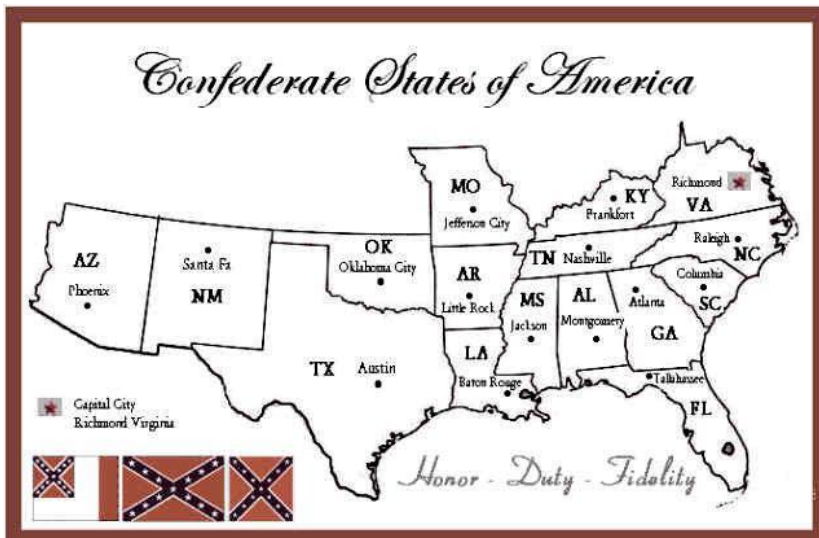 Confederate States of America
MO
Jefferson City
KY
Frankfort
Richmond
VA
AZ
Phoenix
Santa Fa
NM
OK
Oklahoma City
TN
Nashville
Raleigh
NC
AR
Little Rock
MS
Jackson
AL
Montgomery
Atlanta
GA
Columbia
SC
TX
Austin
LA
Baton Rouge
Tallahassee
FL
Capital City
Richmond Virginia
Honor - Duty - Fidelity